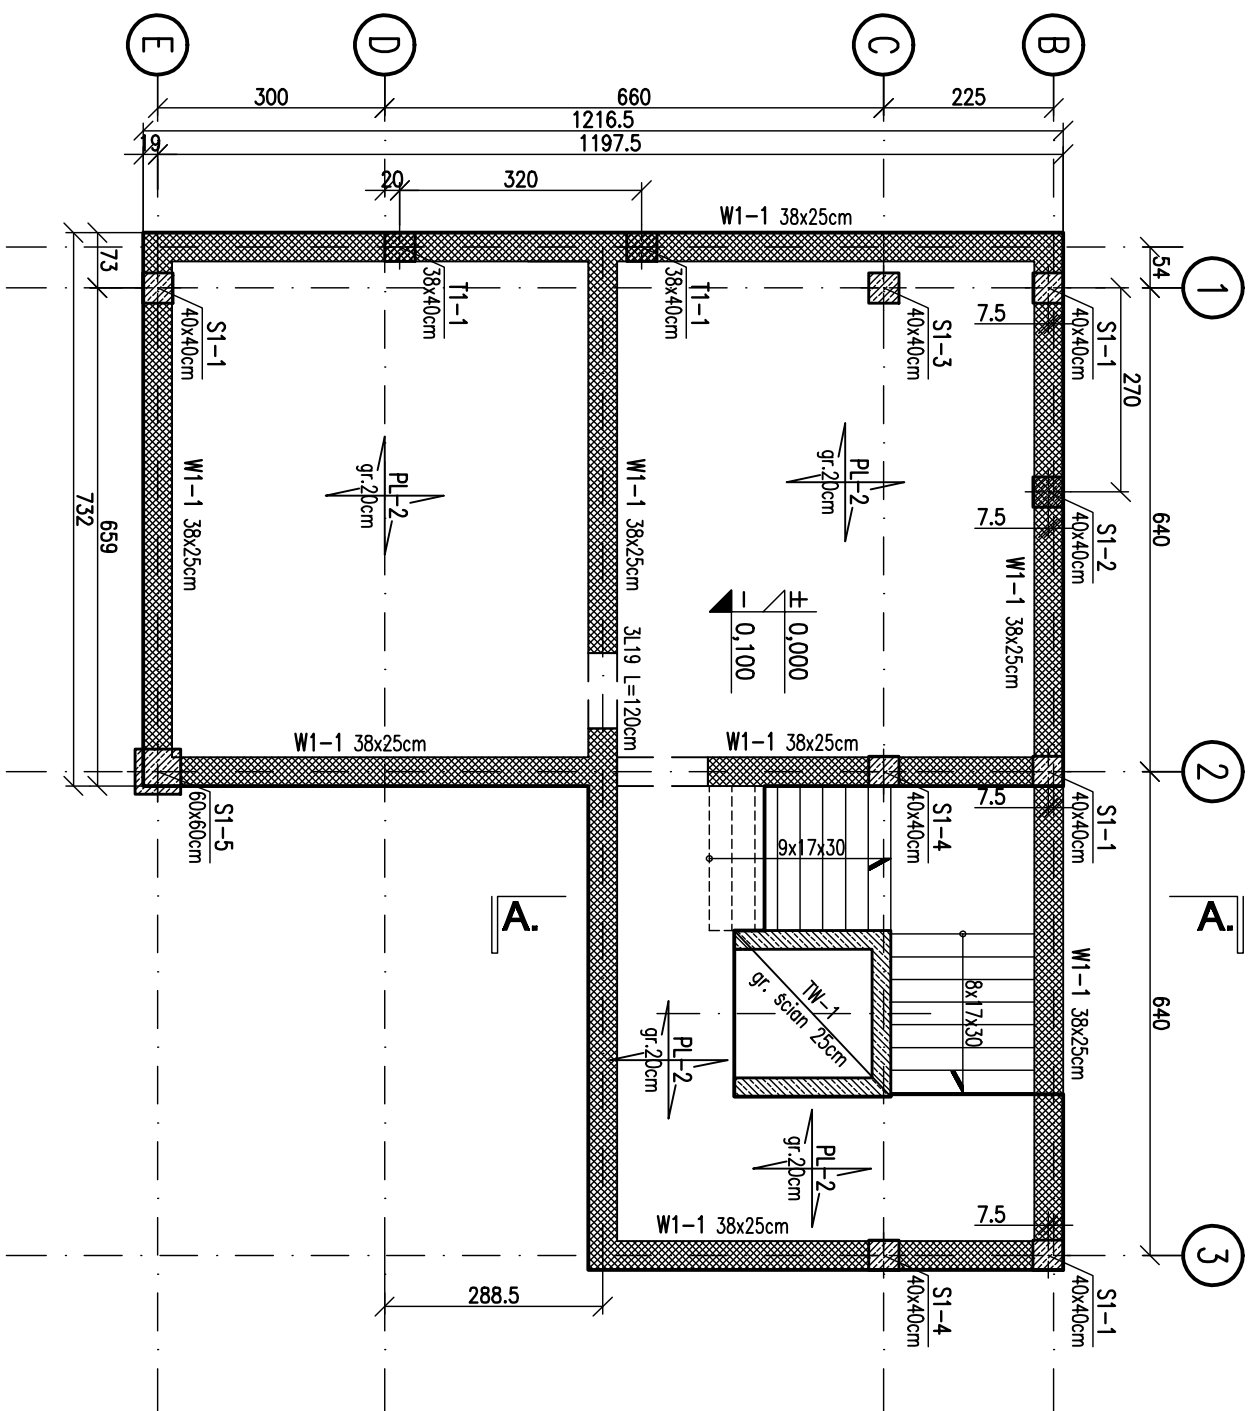 E
D
C
B
300
660
225
1216.5
19
1197.5
20
320
W1-1 38x25cm
73
54
1
T1-1
38x40cm
T1-1
38x40cm
S1-1
40x40cm
S1-3
40x40cm
7.5
S1-1
40x40cm
270
PL-2
gr.20cm
PL-2
gr.20cm
W1-1 38x25cm
W1-1 38x25cm
7.5
S1-2
40x40cm
640
732
659
W1-1 38x25cm
± 0,000
- 0,100
3L19 L=120cm
W1-1 38x25cm
W1-1 38x25cm
2
S1-5
60x60cm
S1-4
40x40cm
7.5
S1-1
40x40cm
9x17x30
A.
A.
TW-1
gr. ścian 25cm
8x17x30
W1-1 38x25cm
640
PL-2
gr.20cm
PL-2
gr.20cm
W1-1 38x25cm
7.5
3
288.5
S1-4
40x40cm
S1-1
40x40cm